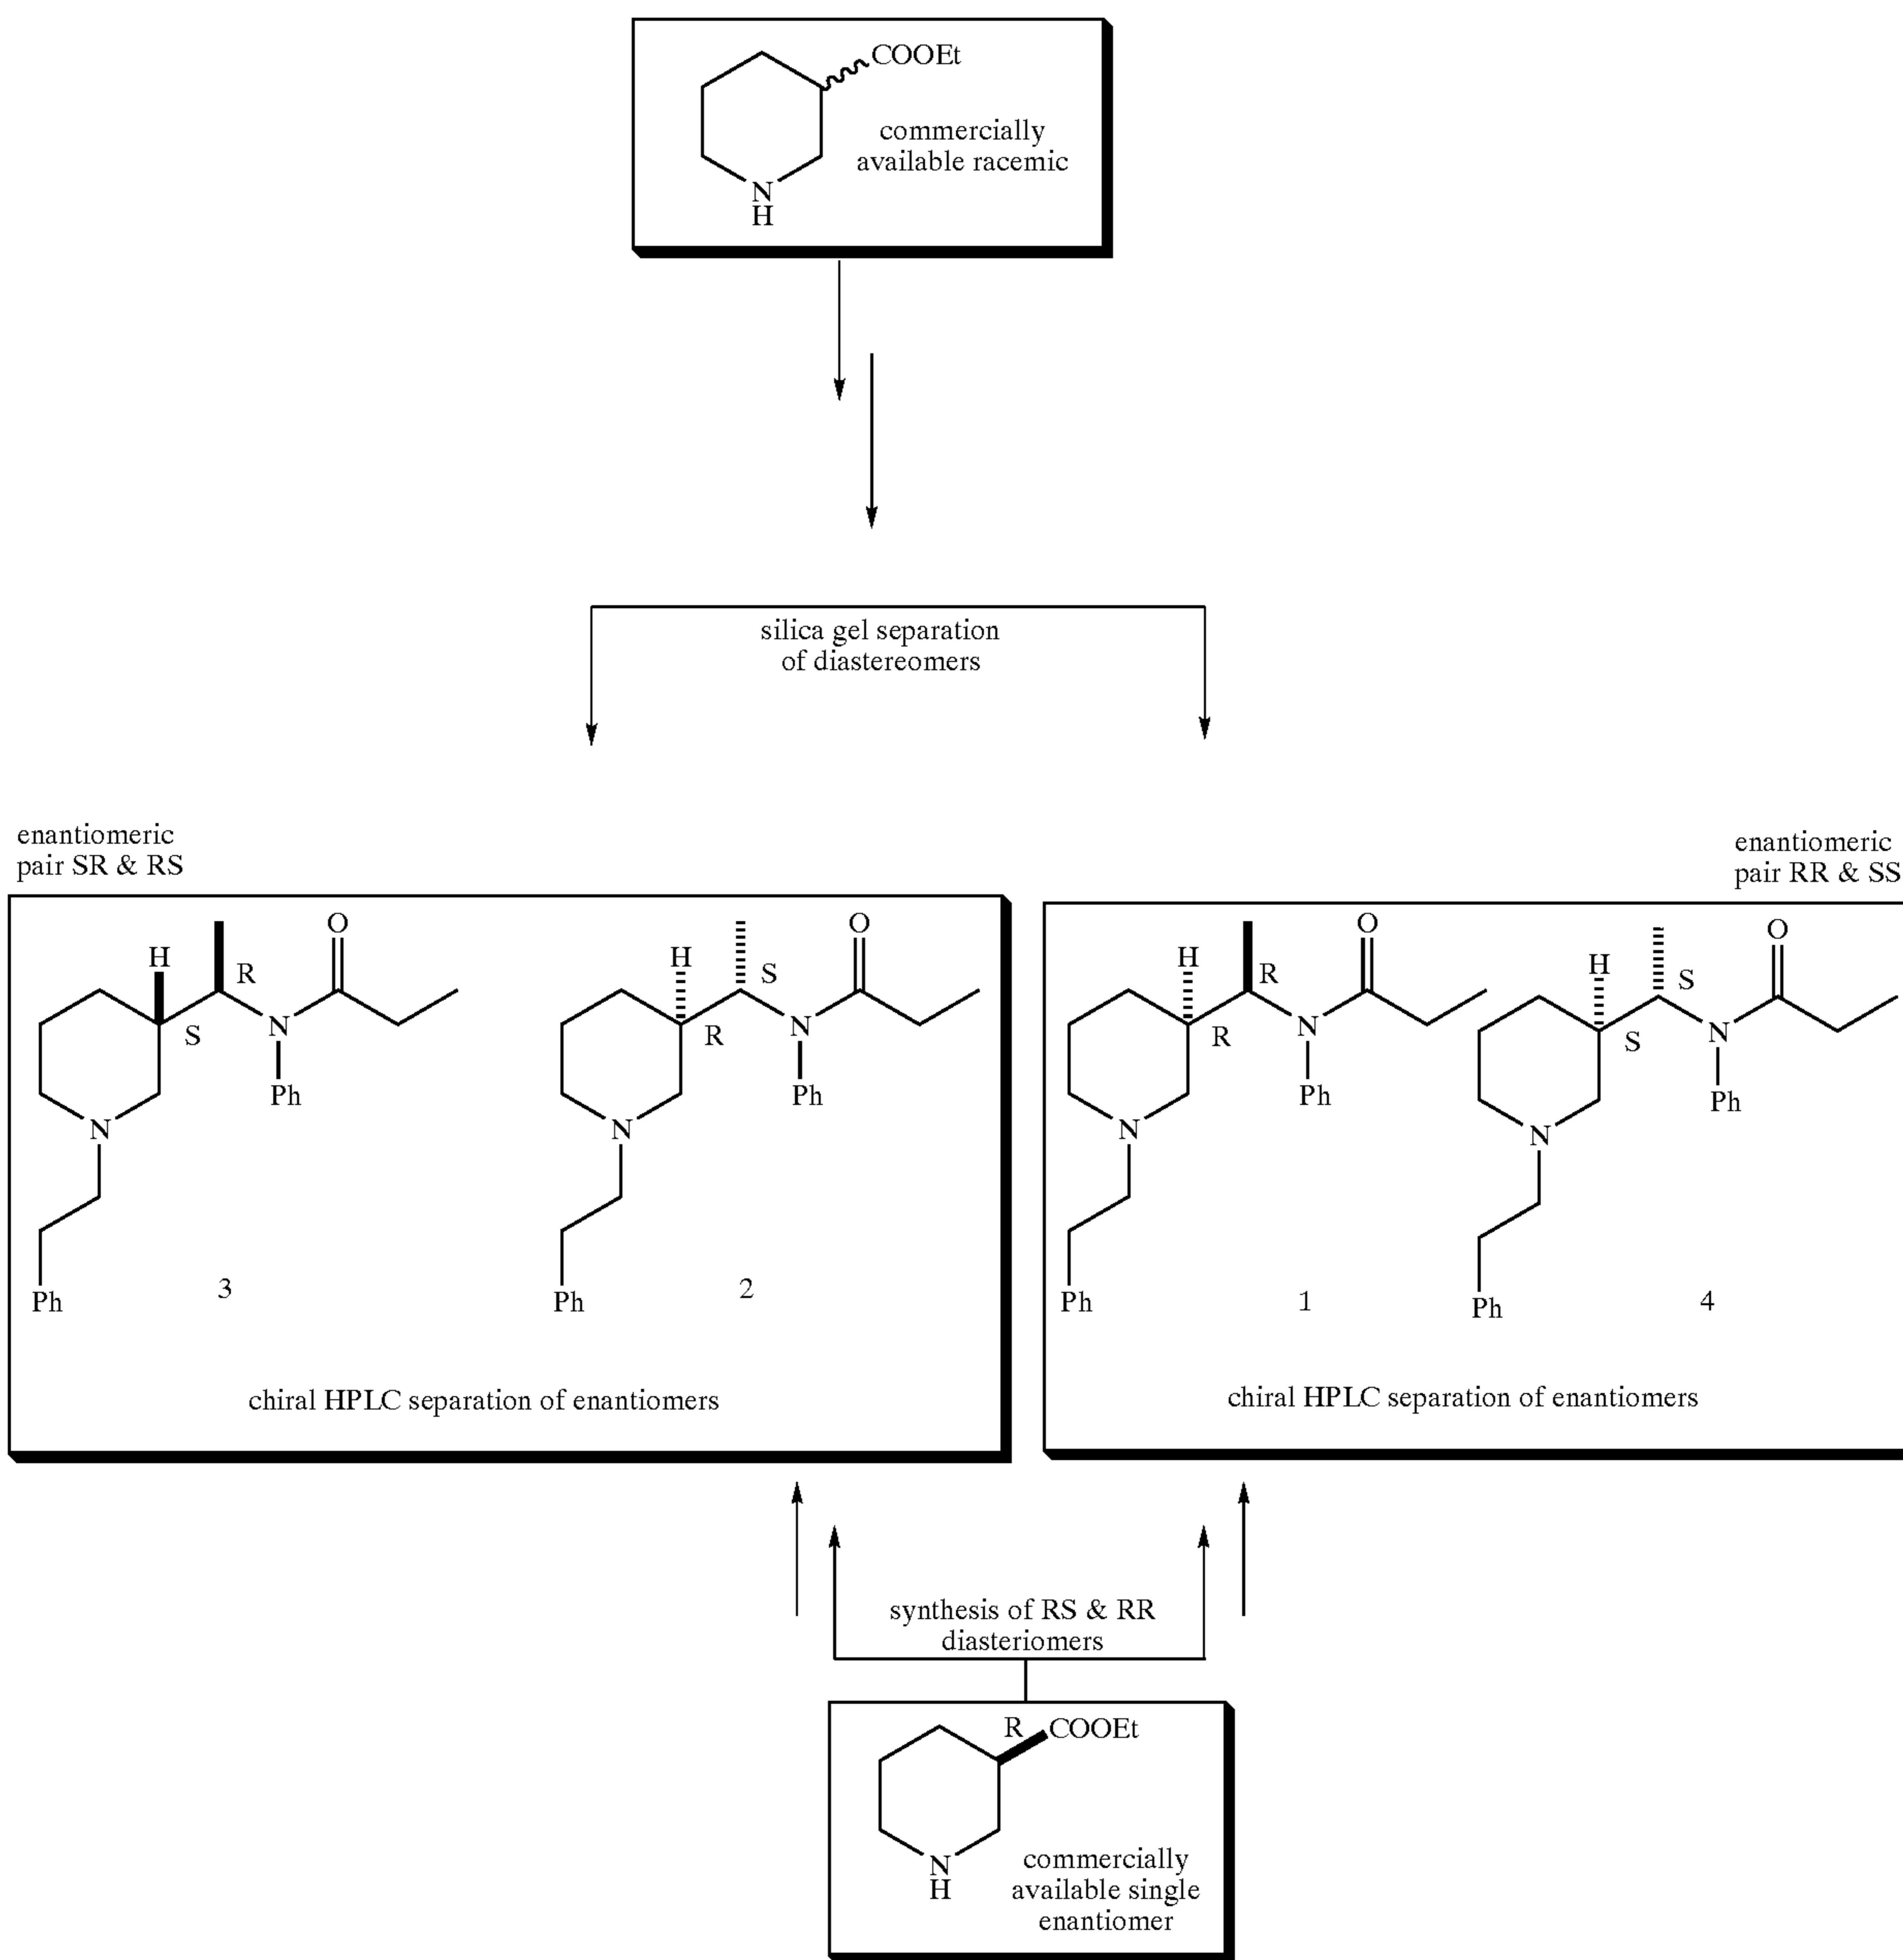 COOEt
commercially
available racemic
N
H
silica gel separation
of diastereomers
enantiomeric
pair SR & RS
enantiomeric
pair RR & SS
H
R
O
S
N
Ph
N
Ph
3
H
S
O
R
N
Ph
N
Ph
2
chiral HPLC separation of enantiomers
H
R
O
R
N
Ph
N
Ph
1
H
S
O
S
N
Ph
N
Ph
4
chiral HPLC separation of enantiomers
synthesis of RS & RR
diasteriomers
R
COOEt
N
H
commercially
available single
enantiomer